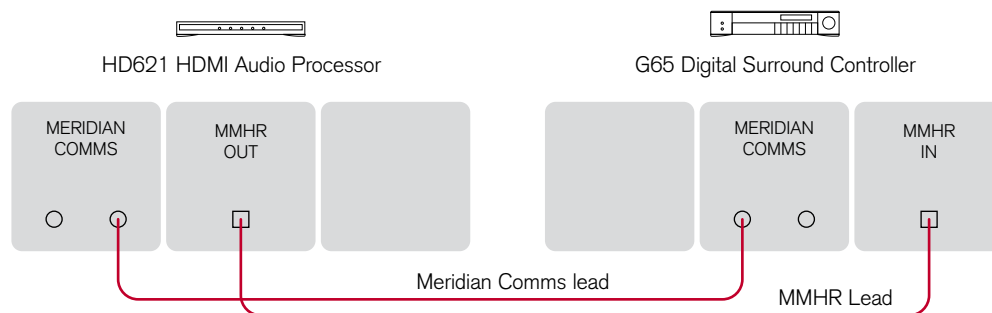 HD621 HDMI Audio Processor
G65 Digital Surround Controller
MERIDIAN
COMMS
MMHR
OUT
MERIDIAN
COMMS
MMHR
IN
Meridian Comms lead
MMHR Lead